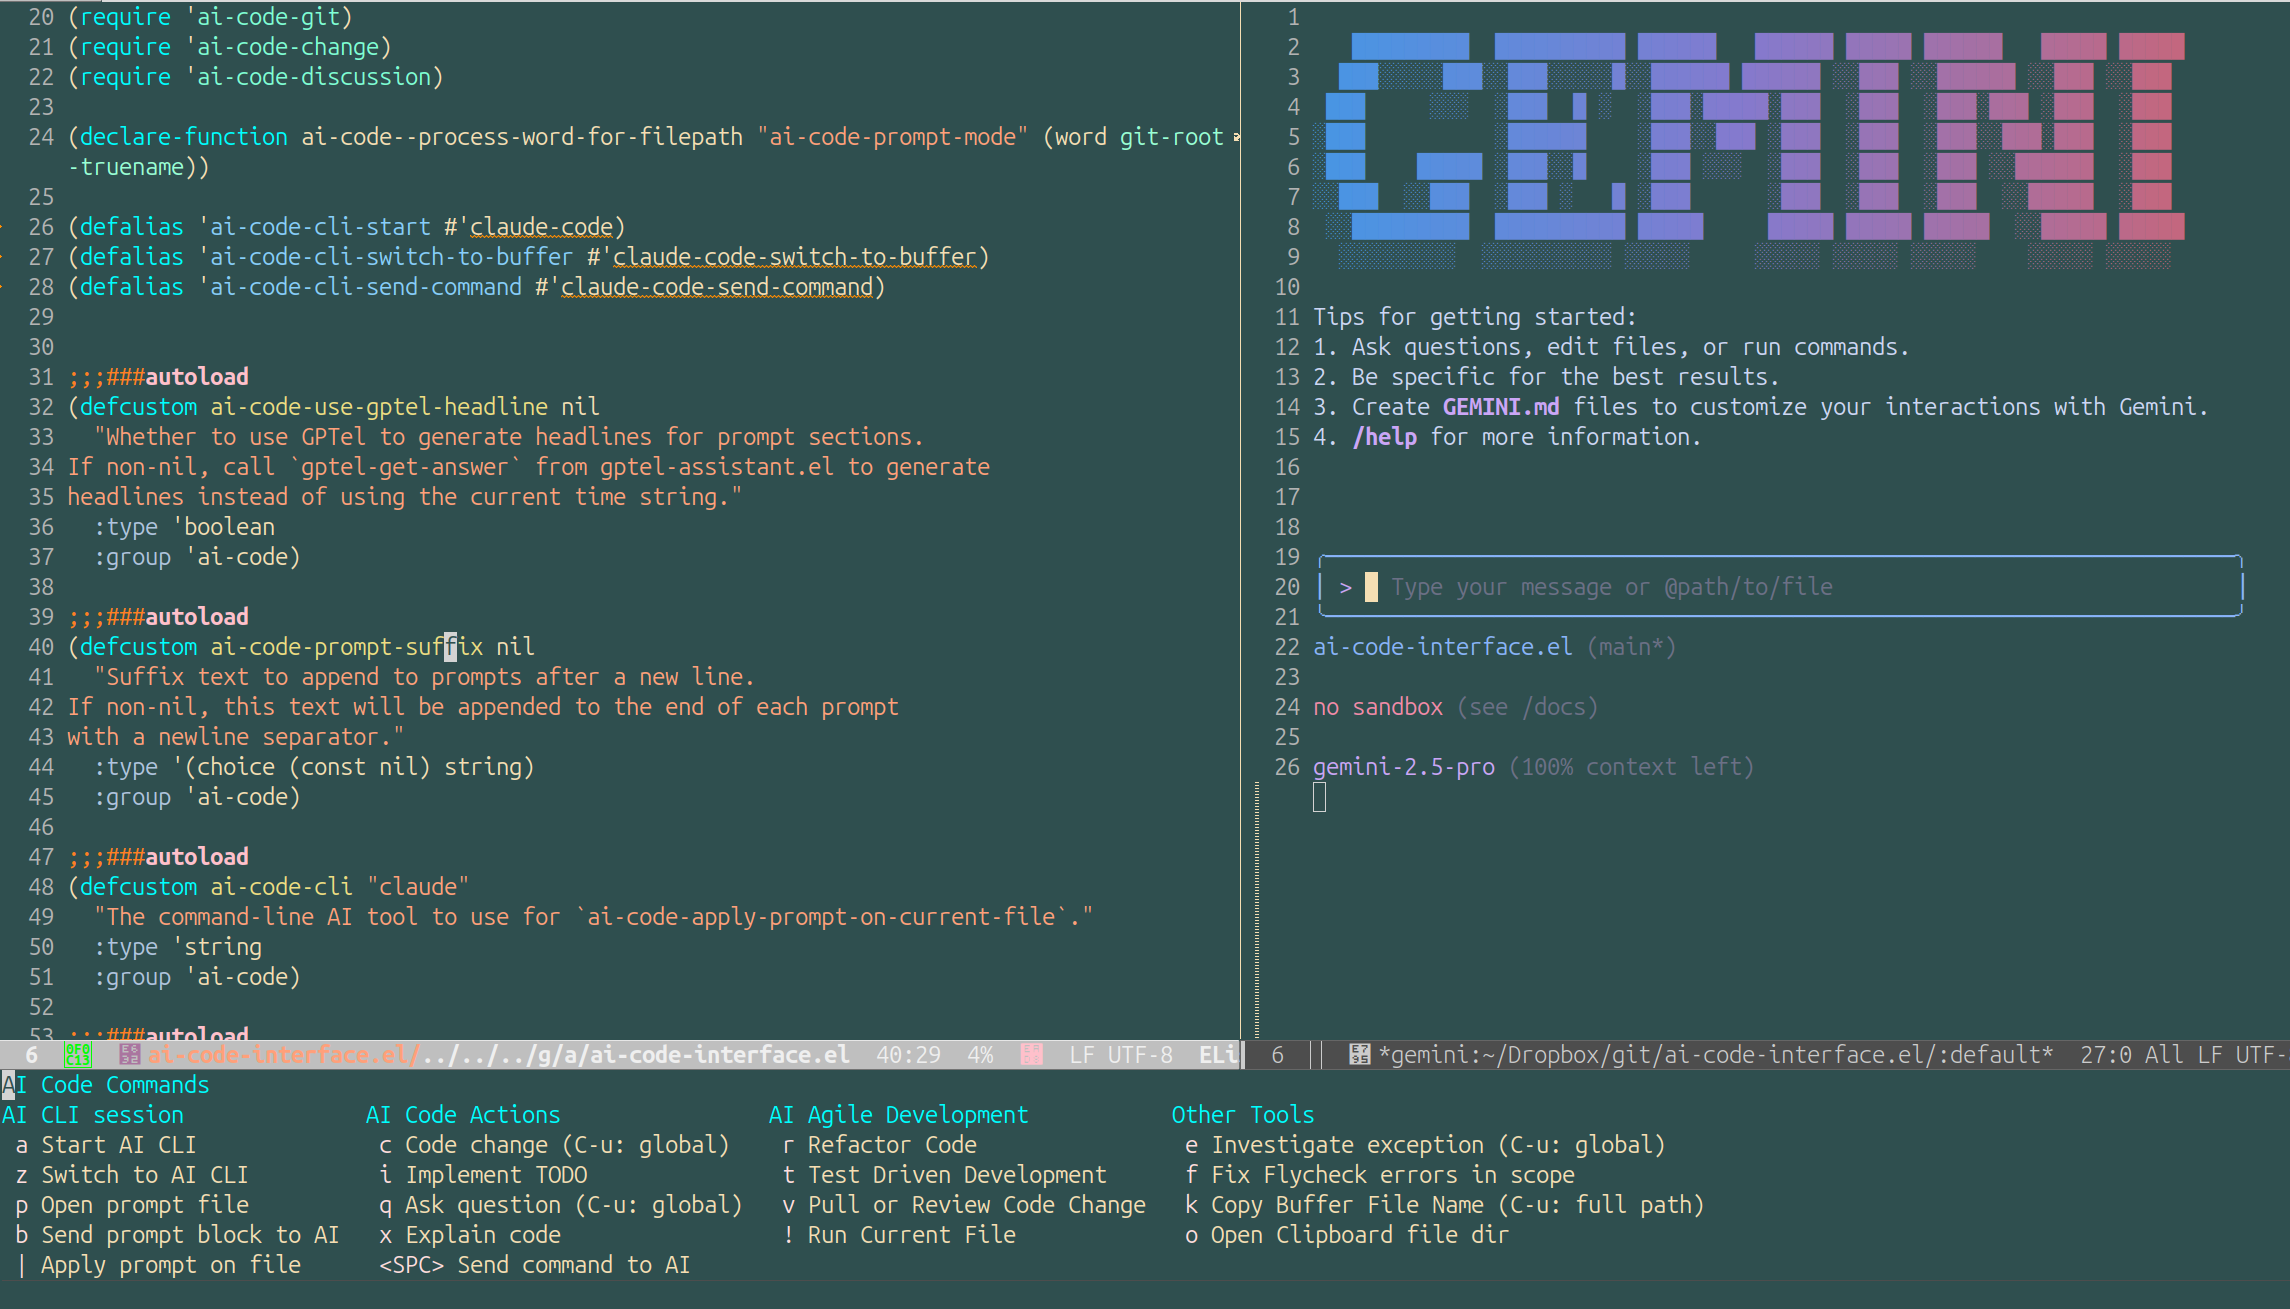 20 (require 'ai-code-git)
21 (require 'ai-code-change)
22 (require 'ai-code-discussion)
23
24 (declare-function ai-code--process-word-for-filepath "ai-code-prompt-mode" (word git-root
-truename))
25
26 (defalias 'ai-code-cli-start #'claude-code)
27 (defalias 'ai-code-cli-switch-to-buffer #'claude-code-switch-to-buffer)
28 (defalias 'ai-code-cli-send-command #'claude-code-send-command)
29
30
31 ;;;###autoload
32 (defcustom ai-code-use-gptel-headline nil
33   "Whether to use GPTel to generate headlines for prompt sections.
34 If non-nil, call `gptel-get-answer` from gptel-assistant.el to generate
35 headlines instead of using the current time string."
36   :type 'boolean
37   :group 'ai-code)
38
39 ;;;###autoload
40 (defcustom ai-code-prompt-suffix nil
41   "Suffix text to append to prompts after a new line.
42 If non-nil, this text will be appended to the end of each prompt
43 with a newline separator."
44   :type '(choice (const nil) string)
45   :group 'ai-code)
46
47 ;;;###autoload
48 (defcustom ai-code-cli "claude"
49   "The command-line AI tool to use for `ai-code-apply-prompt-on-current-file`."
50   :type 'string
51   :group 'ai-code)
52
53 ;;;###autoload
6 0F0C13 ai-code-interface.el/../../../g/a/ai-code-interface.el 40:29 4% LF UTF-8 ELi
1
2
3
4
5
6
7
8
9
GEMINI
10
11 Tips for getting started:
12 1. Ask questions, edit files, or run commands.
13 2. Be specific for the best results.
14 3. Create GEMINI.md files to customize your interactions with Gemini.
15 4. /help for more information.
16
17
18
19
20 > Type your message or @path/to/file
21
22 ai-code-interface.el (main*)
23
24 no sandbox (see /docs)
25
26 gemini-2.5-pro (100% context left)
6 E795 *gemini:~/Dropbox/git/ai-code-interface.el/:default* 27:0 All LF UTF-
AI Code Commands
AI CLI session AI Code Actions AI Agile Development Other Tools
a Start AI CLI c Code change (C-u: global) r Refactor Code e Investigate exception (C-u: global)
z Switch to AI CLI i Implement TODO t Test Driven Development f Fix Flycheck errors in scope
p Open prompt file q Ask question (C-u: global) v Pull or Review Code Change k Copy Buffer File Name (C-u: full path)
b Send prompt block to AI x Explain code ! Run Current File o Open Clipboard file dir
| Apply prompt on file <SPC> Send command to AI